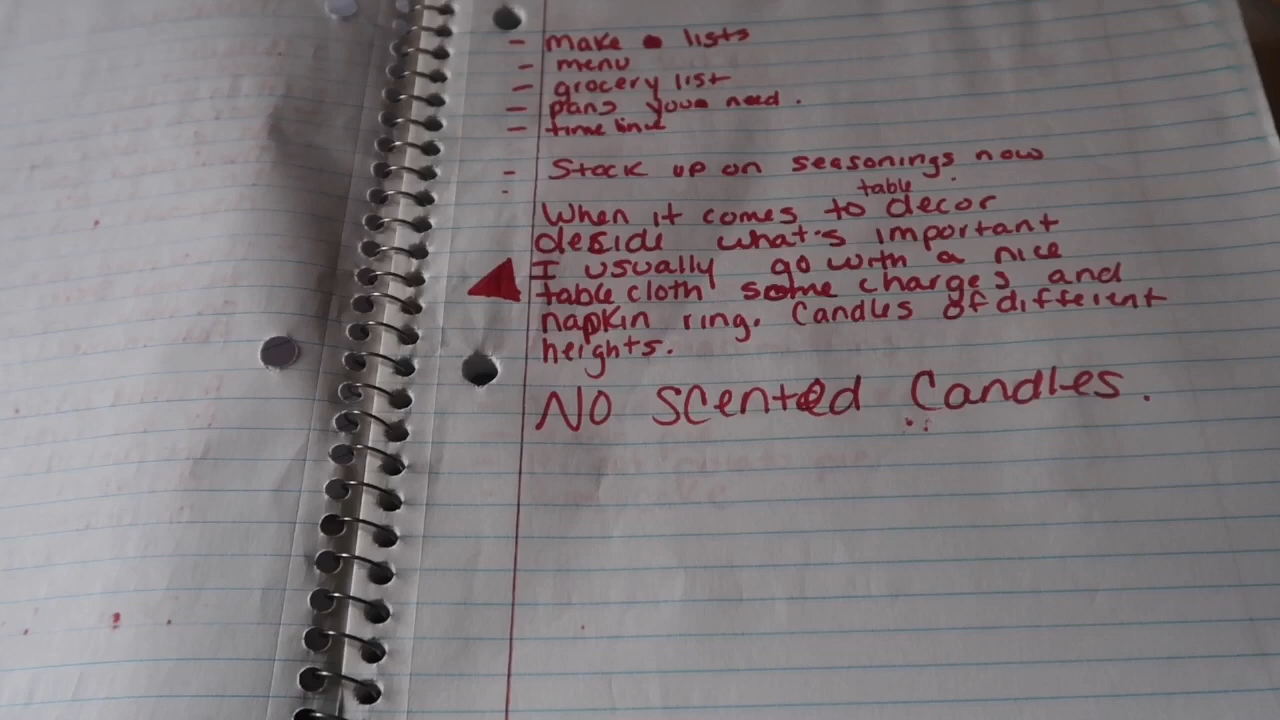 - make lists
- menu
- grocery list
- pans you need.
- time line
- Stock up on seasonings now
table
When it comes to decor
deside what's important
I usually go with a nice
table cloth some charges and
napkin ring. Candles of different
heights.
NO scented Candles.